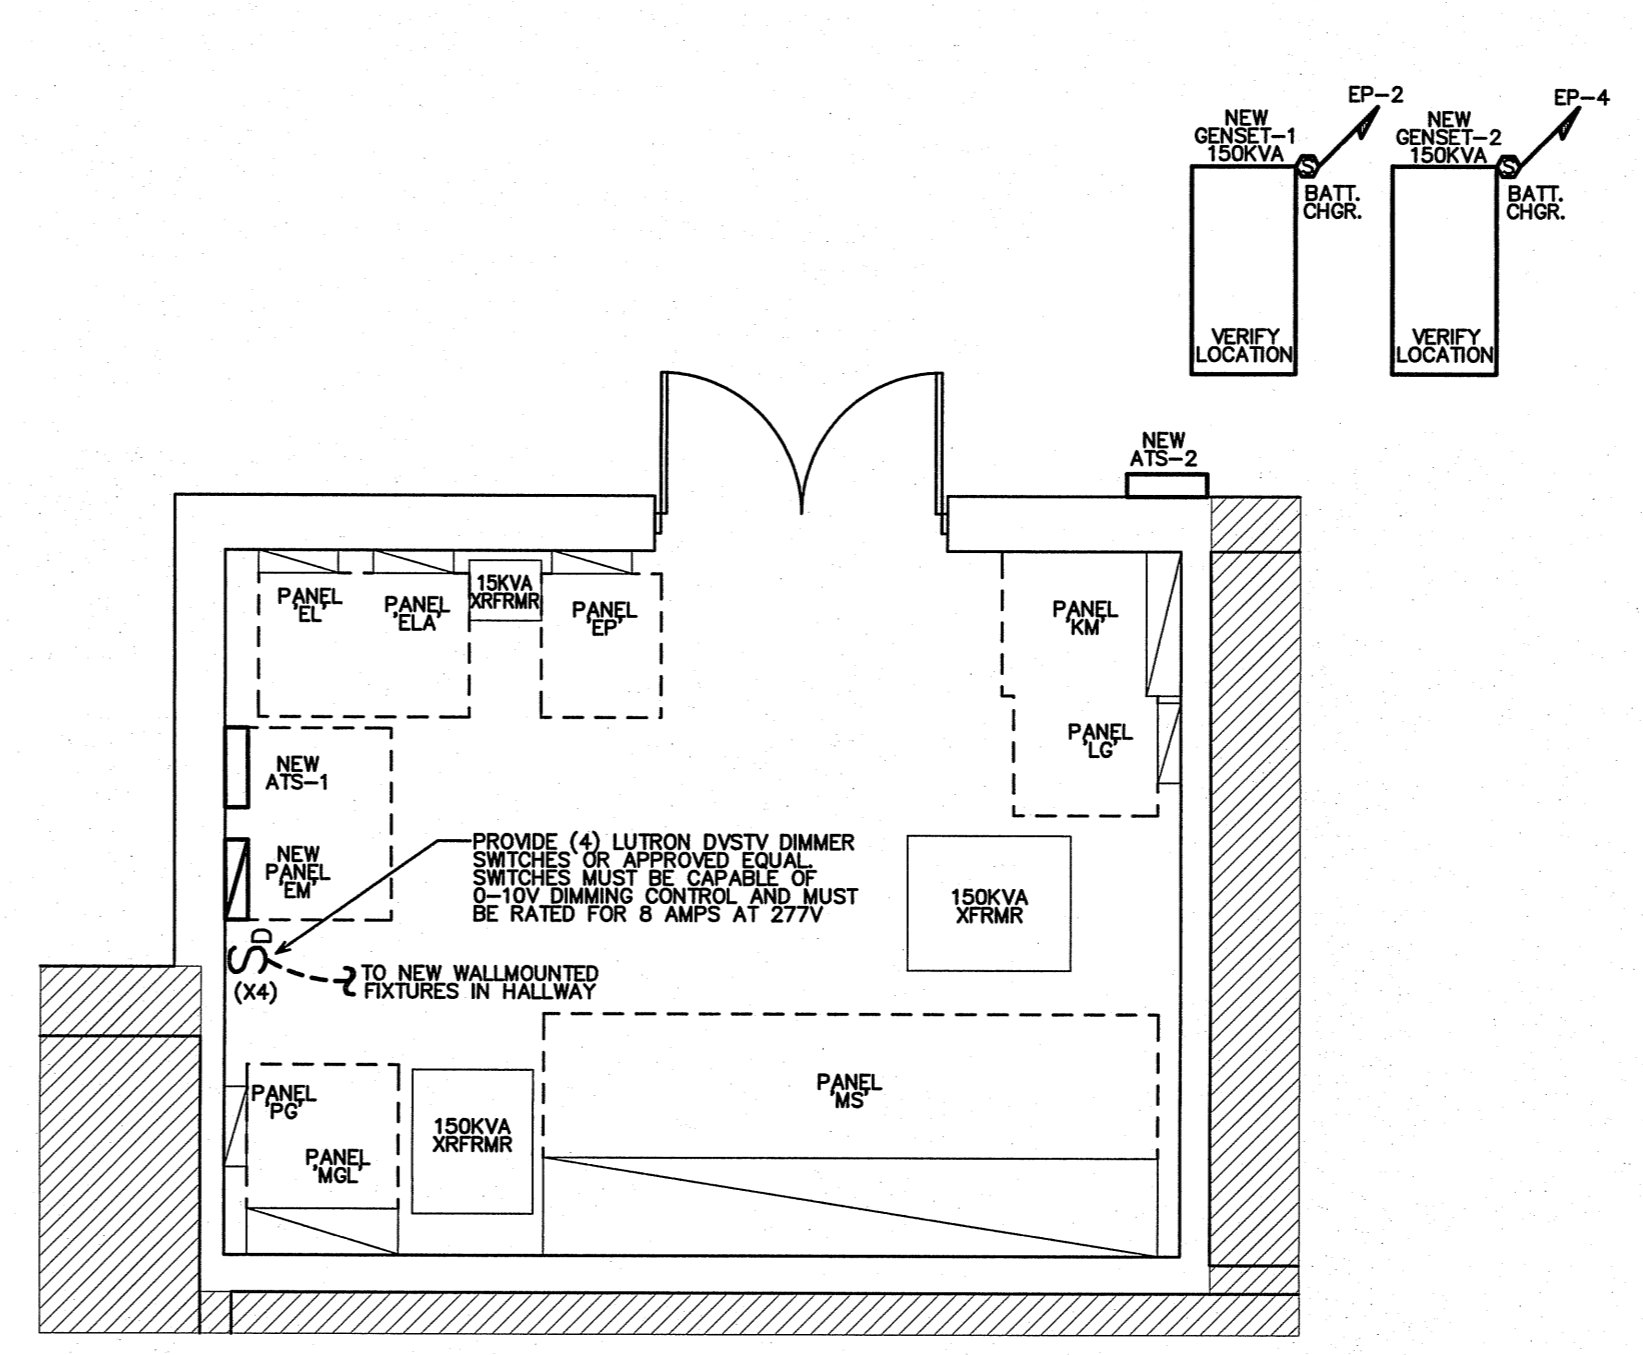 EP-2
EP-4
NEW
GENSET-1
150KVA
NEW
GENSET-2
150KVA
S
S
BATT.
CHGR.
BATT.
CHGR.
VERIFY
LOCATION
VERIFY
LOCATION
NEW
ATS-2
PANEL
'EL'
PANEL
'ELA'
15KVA
XRFRMR
PANEL
'EP'
PANEL
'KM'
PANEL
'LG'
NEW
ATS-1
NEW
PANEL
'EM'
PROVIDE (4) LUTRON DVSTV DIMMER
SWITCHES OR APPROVED EQUAL.
SWITCHES MUST BE CAPABLE OF
0-10V DIMMING CONTROL AND MUST
BE RATED FOR 8 AMPS AT 277V
150KVA
XFRMR
SD
(X4)
TO NEW WALLMOUNTED
FIXTURES IN HALLWAY
PANEL
'PG'
PANEL
'MGL'
150KVA
XRFRMR
PANEL
'MS'